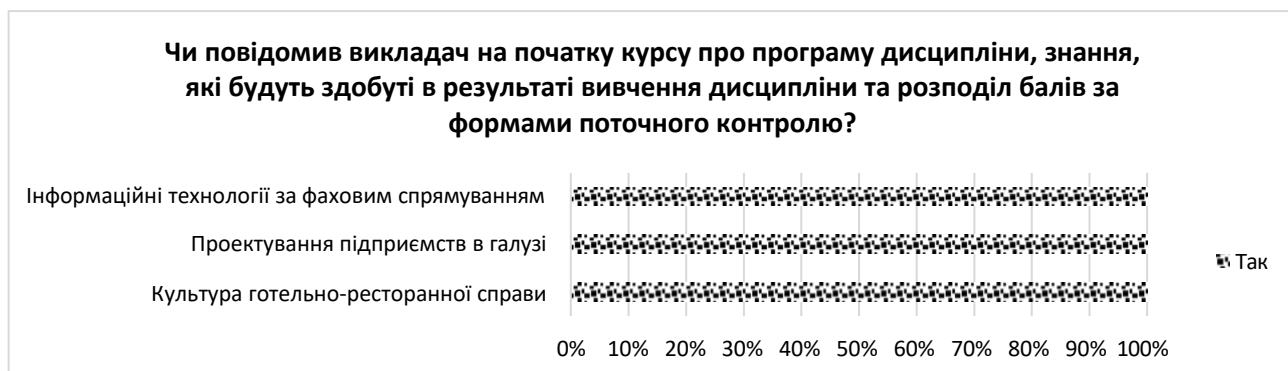 Чи повідомив викладач на початку курсу про програму дисципліни, знання,
які будуть здобуті в результаті вивчення дисципліни та розподіл балів за
формами поточного контролю?
Інформаційні технології за фаховим спрямуванням
Проектування підприємств в галузі
Культура готельно-ресторанної справи
Так
0% 10% 20% 30% 40% 50% 60% 70% 80% 90% 100%